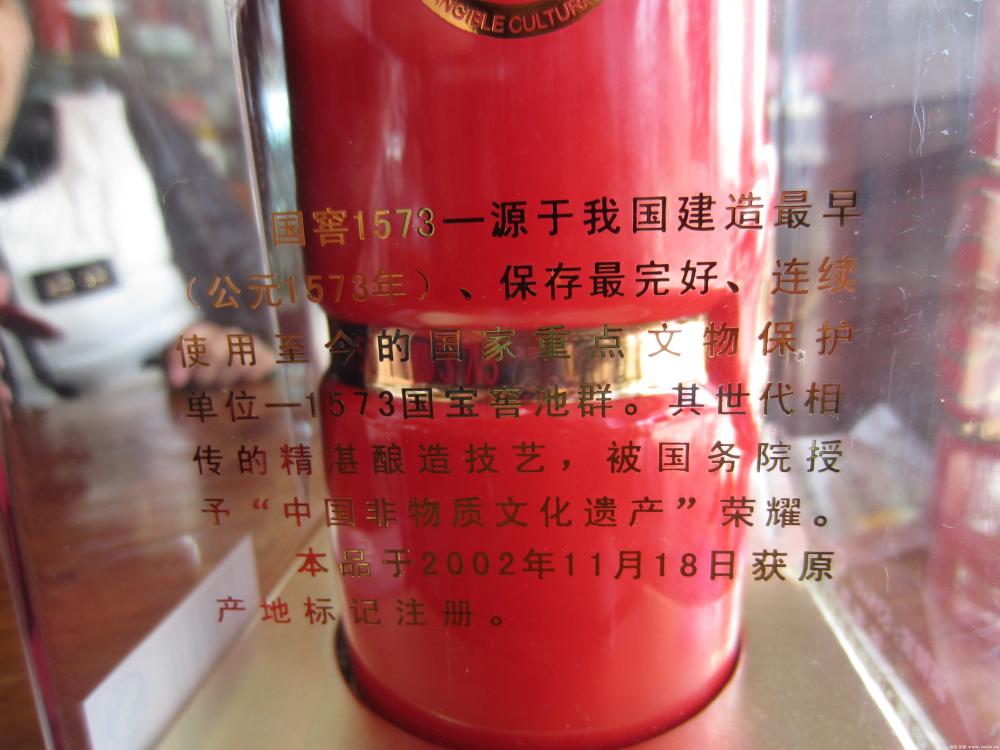 ANGIBLE CULTURA
国窖1573—源于我国建造最早
（公元1573年）、保存最完好、连续
使用至今的国家重点文物保护
单位—1573国宝窖池群。其世代相
传的精湛酿造技艺，被国务院授
予“中国非物质文化遗产”荣耀。
本品于2002年11月18日获原
产地标记注册。